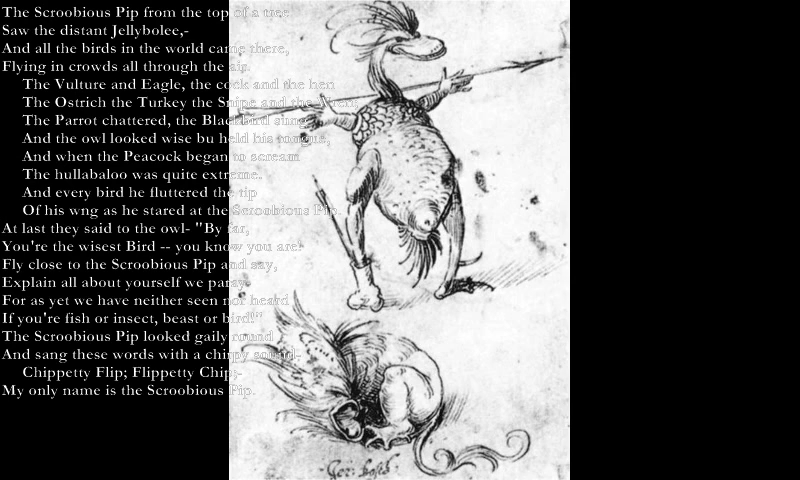 The Scroobious Pip from the top of a tree
Saw the distant Jellybolee,-
And all the birds in the world came there,
Flying in crowds all through the air.
The Vulture and Eagle, the cock and the hen
The Ostrich the Turkey the Snipe and the Wren;
The Parrot chattered, the Blackbird sung
And the owl looked wise bu held his tongue,
And when the Peacock began to scream
The hullabaloo was quite extreme.
And every bird he fluttered the tip
Of his wng as he stared at the Scroobious Pip.
At last they said to the owl- "By far,
You're the wisest Bird -- you know you are!
Fly close to the Scroobious Pip and say,
Explain all about yourself we pray-
For as yet we have neither seen nor heard
If you're fish or insect, beast or bird!"
The Scroobious Pip looked gaily round
And sang these words with a chirpy sound-
Chippetty Flip; Flippetty Chip;-
My only name is the Scroobious Pip.